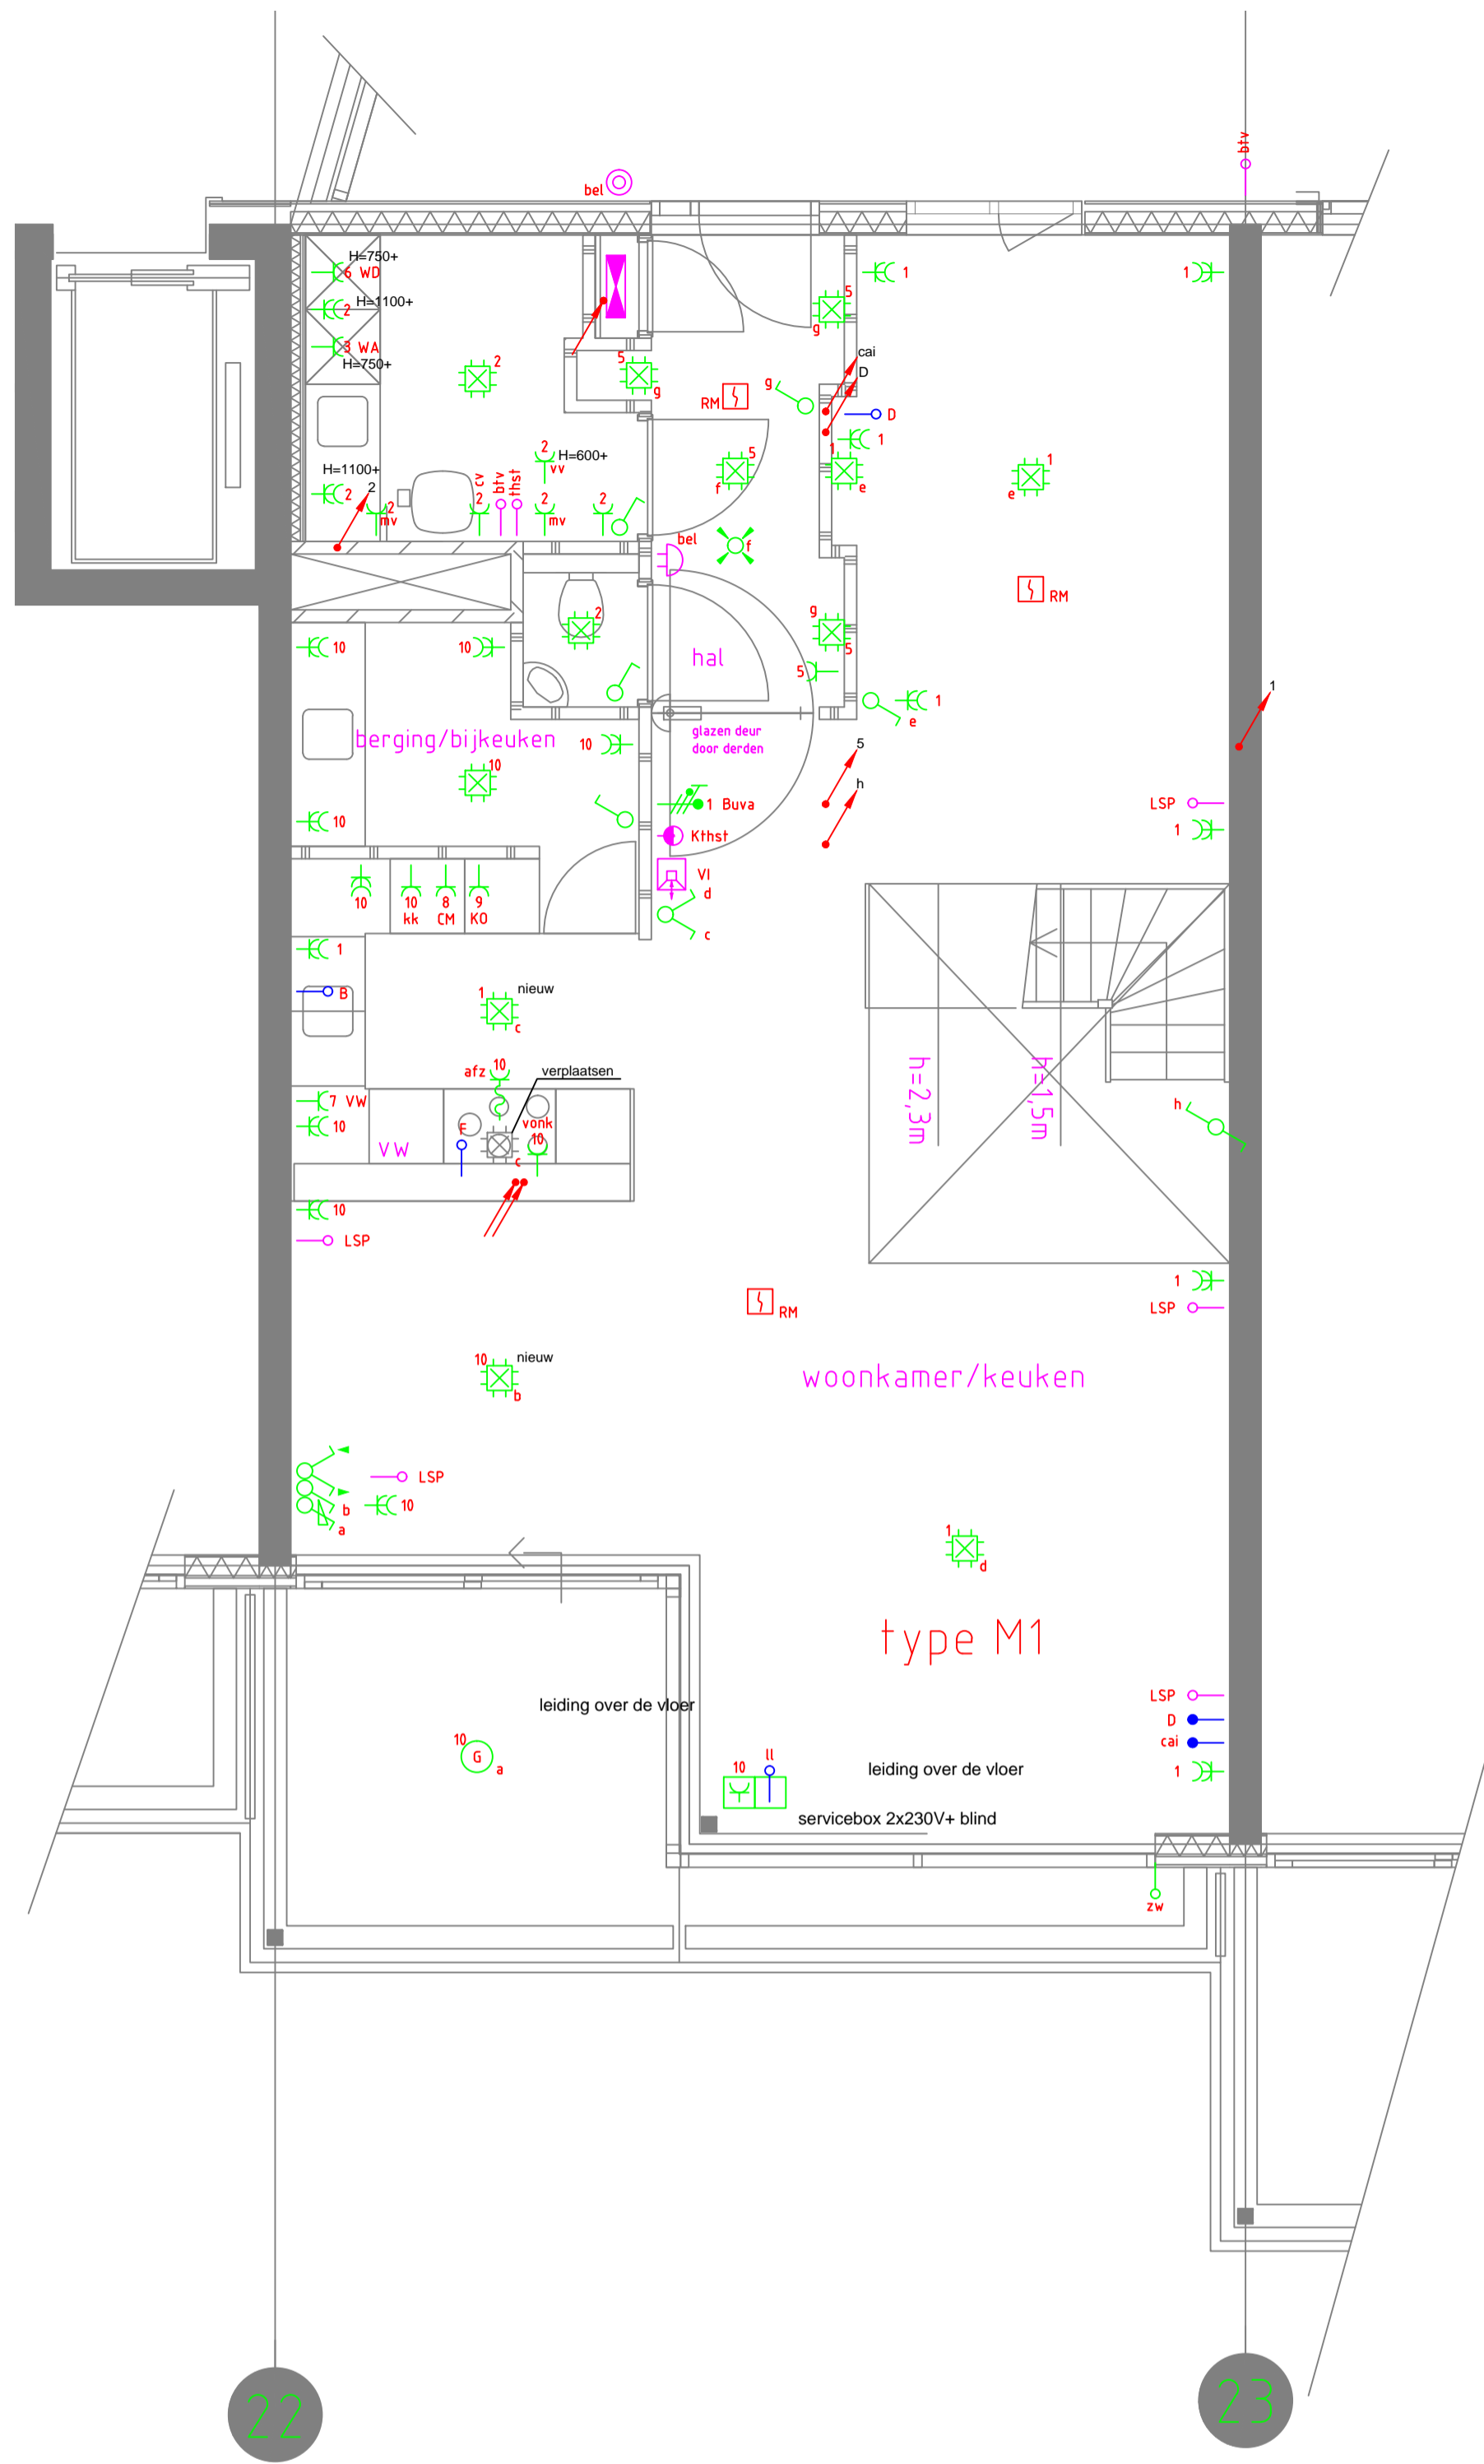 btv
bel
H=750+
6 WD
1
1
H=1100+
2
5
g
3 WA
H=750+
cai
5
g
2
D
RM
g
D
1
2
vv
H=600+
1
e
5
f
1
e
H=1100+
2
2
2
mv
cv
2
btv
thst
2
mv
2
bel
f
RM
g
5
2
10
10
hal
5
1
1
e
glazen deur
door derden
berging/bijkeuken
10
5
10
h
1 Buva
LSP
1
10
Kthst
VI
d
c
10
10
kk
8
CM
9
KO
1
B
nieuw
1
c
h=2,3m
h=1,5m
afz
10
verplaatsen
7 VW
10
h
F
vonk
10
VW
c
10
LSP
1
LSP
RM
nieuw
10
b
woonkamer/keuken
LSP
b
10
a
1
d
type M1
LSP
leiding over de vloer
D
cai
10
G
a
ll
10
leiding over de vloer
1
servicebox 2x230V+ blind
zw
22
23